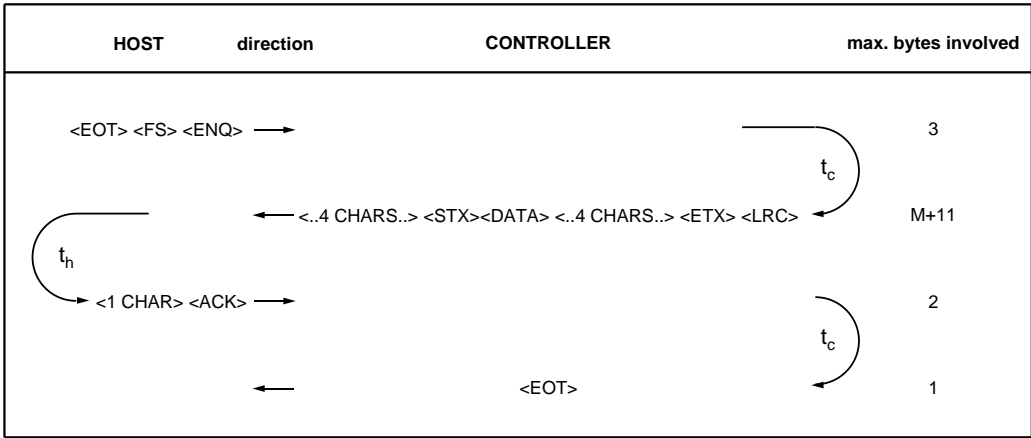 HOST direction CONTROLLER max. bytes involved
<EOT> <FS> <ENQ> 3
tc
<..4 CHARS..> <STX><DATA> <..4 CHARS..> <ETX> <LRC> M+11
th
<1 CHAR> <ACK> 2
tc
<EOT> 1